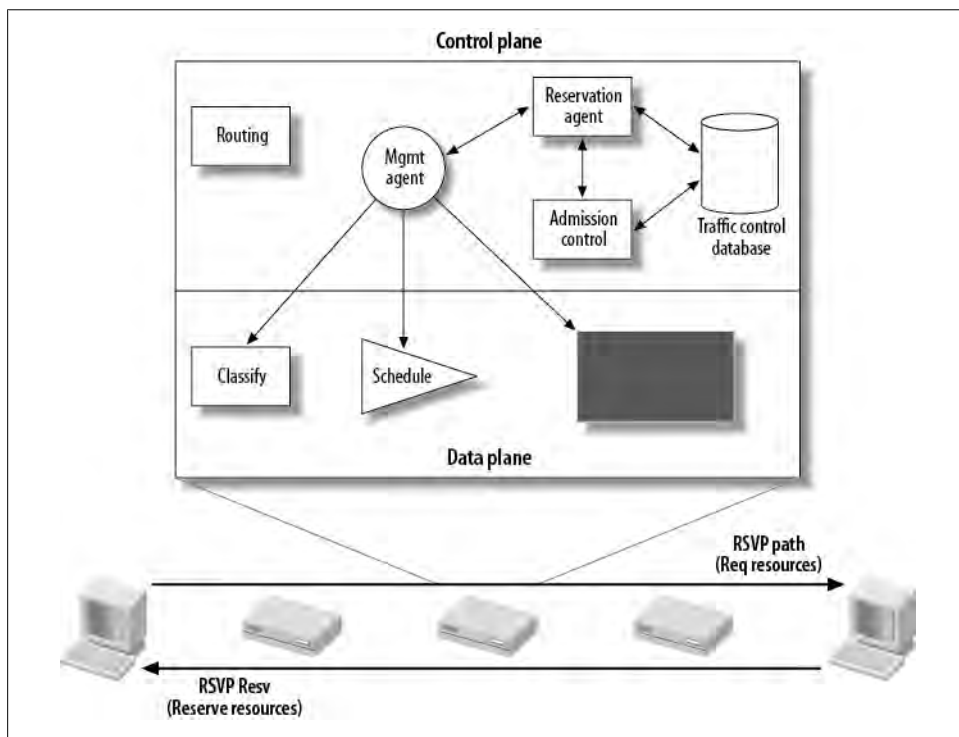 Control plane
Routing
Mgmt
agent
Reservation
agent
Admission
control
Traffic control
database
Classify
Schedule
Data plane
RSVP path
(Req resources)
RSVP Resv
(Reserve resources)